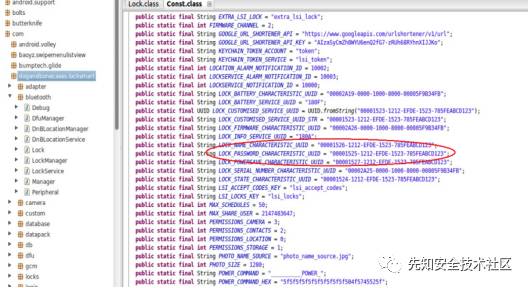 support
bolts
butterknife
com
android.volley
baoyz.swipemenulistview
bumptech.glide
dogandbonecases.locksmart
adapter
bluetooth
Debug
DfuManager
DnBLocationManager
DnBLocationService
Lock
LockManager
LockService
Manager
Peripheral
camera
custom
database
datapack
db
dfu
gcm
locks
Lock.class Const.class
public static final String EXTRA_LSI_LOCK = "extra_lsi_lock";
public static final int FIRMWARE_CHANNEL = 2;
public static final String GOOGLE_URL_SHORTENER_API = "https://www.googleapis.com/urlshortener/v1/url";
public static final String GOOGLE_URL_SHORTENER_API_KEY =
public static final String KEYCHAIN_TOKEN_ACCOUNT = "token";
public static final String KEYCHAIN_TOKEN_SERVICE = "lsi_token";
public static final int LOCATION_ALARM_NOTIFICATION_ID = 10002;
public static final int LOCKSERVICE_ALARM_NOTIFICATION_ID = 10003;
public static final int LOCKSERVICE_NOTIFICATION_ID = 10000;
public static final String LOCK_BATTERY_CHARACTERISTIC_UUID = "00002A19-0000-1000-8000-00805F9B34FB";
public static final String LOCK_BATTERY_SERVICE_UUID = "180F";
public static final UUID LOCK_CUSTOMISED_SERVICE_UUID = UUID.fromString("00001523-1212-EFDE-1523-785FEABCD123");
public static final String LOCK_CUSTOMISED_SERVICE_UUID_STR = "00001523-1212-EFDE-1523-785FEABCD123";
public static final String LOCK_FIRMWARE_CHARACTERISTIC_UUID = "00002A26-0000-1000-8000-00805F9B34FB";
public static final String LOCK_INFO_SERVICE_UUID = "180A";
public static final String LOCK_NAME_CHARACTERISTIC_UUID = "00001526-1212-EFDE-1523-785FEABCD123";
public static final String LOCK_PASSWORD_CHARACTERISTIC_UUID = "00001525-1212-EFDE-1523-785FEABCD123";
public static final String LOCK_POWERSAVE_CHARACTERISTIC_UUID = "00001527-1212-EFDE-1523-785FEABCD123";
public static final String LOCK_SERIAL_NUMBER_CHARACTERISTIC_UUID = "00002A25-0000-1000-8000-00805F9B34FB";
public static final String LOCK_STATE_CHARACTERISTIC_UUID = "00001524-1212-EFDE-1523-785FEABCD123";
public static final String LSI_ACCEPT_CODES_KEY = "lsi_accept_codes";
public static final String LSI_LOCKS_KEY = "lsi_locks";
public static final int MAX_SCHEDULES = 50;
public static final int MAX_SHARE_USER = 2147483647;
public static final int PERMISSIONS_CAMERA = 3;
public static final int PERMISSIONS_CONTACTS = 2;
public static final int PERMISSIONS_LOCATION = 0;
public static final int PERMISSIONS_STORAGE = 1;
public static final String PHOTO_NAME_SOURCE = "photo_name_source.jpg";
public static final int PHOTO_SIZE = 1280;
public static final String POWER_COMMAND =
public static final String POWER_COMMAND_HEX =
先知安全技术社区